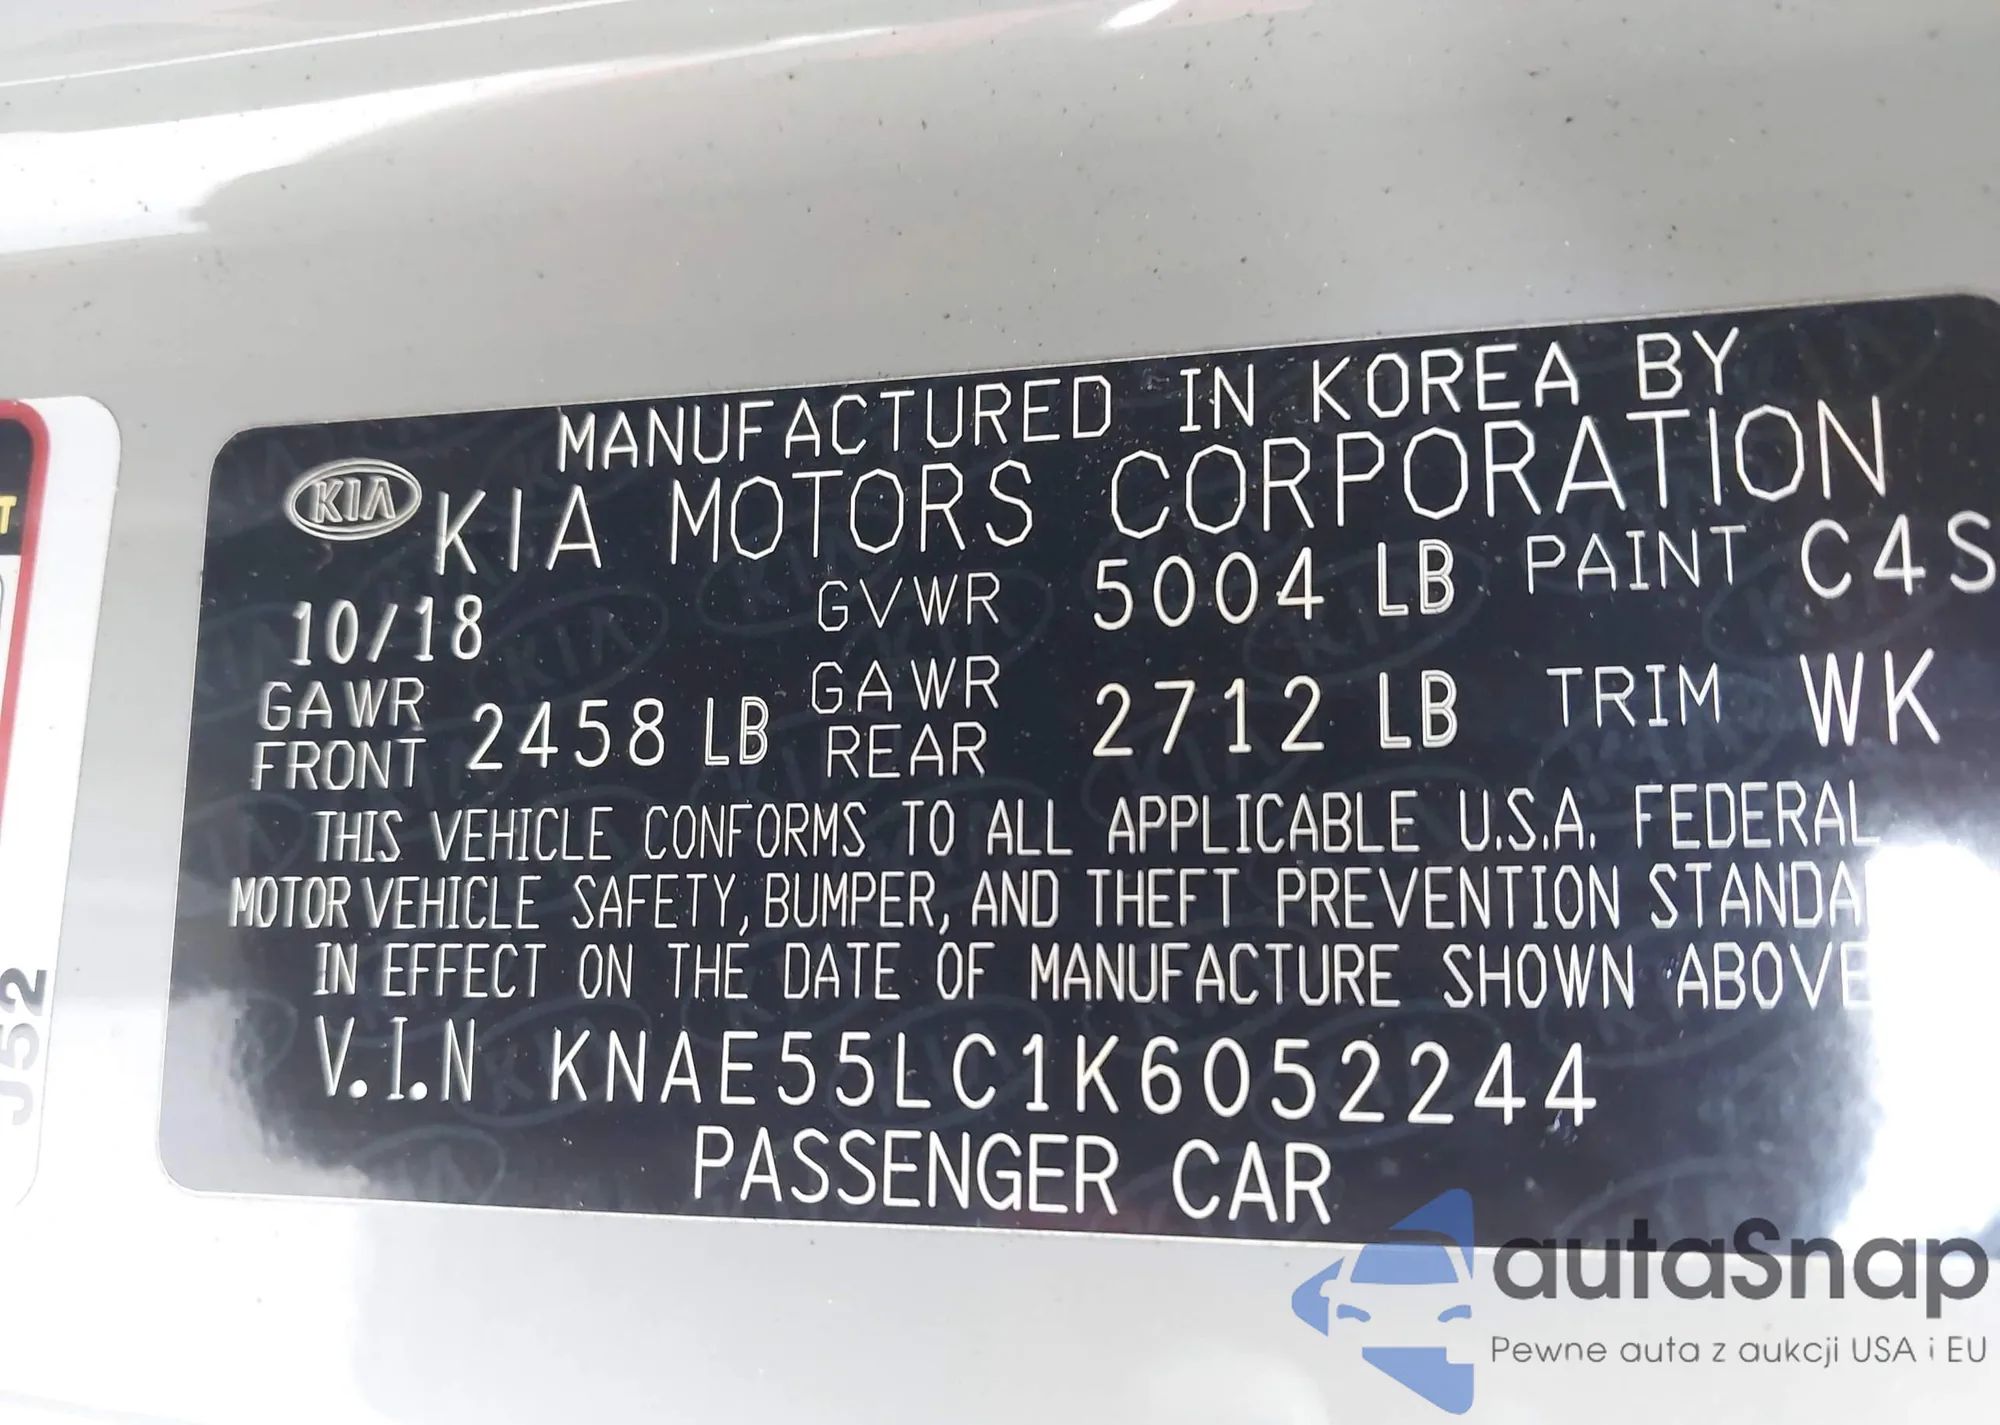 MANUFACTURED IN KOREA BY
KIA KIA MOTORS CORPORATION
10/18 GVWR 5004 LB PAINT C4S
GAWR FRONT 2458 LB GAWR REAR 2712 LB TRIM WK
THIS VEHICLE CONFORMS TO ALL APPLICABLE U.S.A. FEDERAL
MOTOR VEHICLE SAFETY, BUMPER, AND THEFT PREVENTION STANDA
IN EFFECT ON THE DATE OF MANUFACTURE SHOWN ABOVE
V.I.N KNAE55LC1K6052244
PASSENGER CAR
T
J52
autaSnap
Pewne auta z aukcji USA i EU